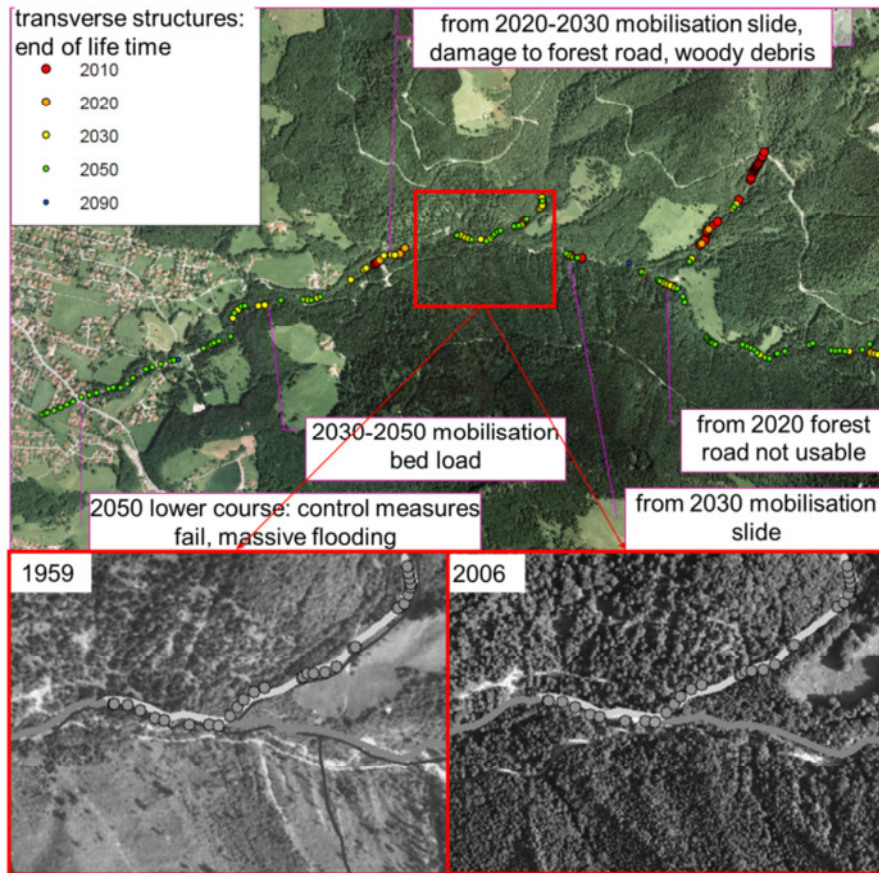 transverse structures:
end of life time
2010
2020
2030
2050
2090
from 2020-2030 mobilisation slide,
damage to forest road, woody debris
2030-2050 mobilisation
bed load
from 2020 forest
road not usable
2050 lower course: control measures
fail, massive flooding
from 2030 mobilisation
slide
1959
2006